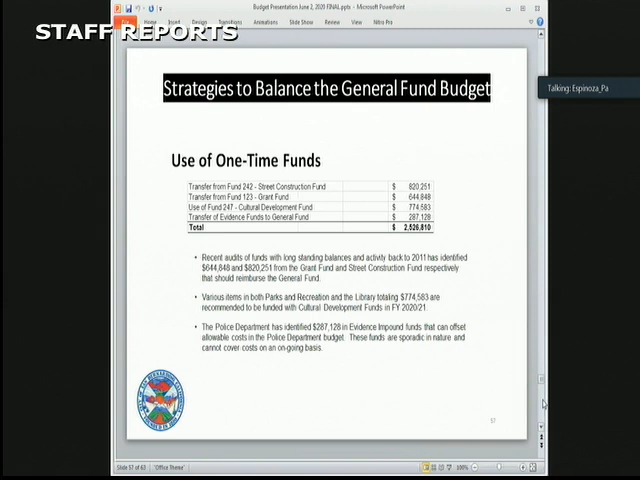 Budget Presentation June 2, 2020 FINAL.pptx - Microsoft PowerPoint
File Home Insert Design Transitions Animations Slide Show Review View Nitro Pro
STAFF REPORTS
Strategies to Balance the General Fund Budget
Talking: Espinoza_Pa
Use of One-Time Funds
Transfer from Fund 242 - Street Construction Fund $ 820,251
Transfer from Fund 123 - Grant Fund $ 644,848
Use of Fund 247 - Cultural Development Fund $ 774,583
Transfer of Evidence Funds to General Fund $ 287,128
Total $ 2,526,810
• Recent audits of funds with long standing balances and activity back to 2011 has identified
$644,848 and $820,251 from the Grant Fund and Street Construction Fund respectively
that should reimburse the General Fund.
• Various items in both Parks and Recreation and the Library totaling $774,583 are
recommended to be funded with Cultural Development Funds in FY 2020/21.
• The Police Department has identified $287,128 in Evidence Impound funds that can offset
allowable costs in the Police Department budget. These funds are sporadic in nature and
cannot cover costs on an on-going basis.
57
Slide 57 of 63 "Office Theme" 100%